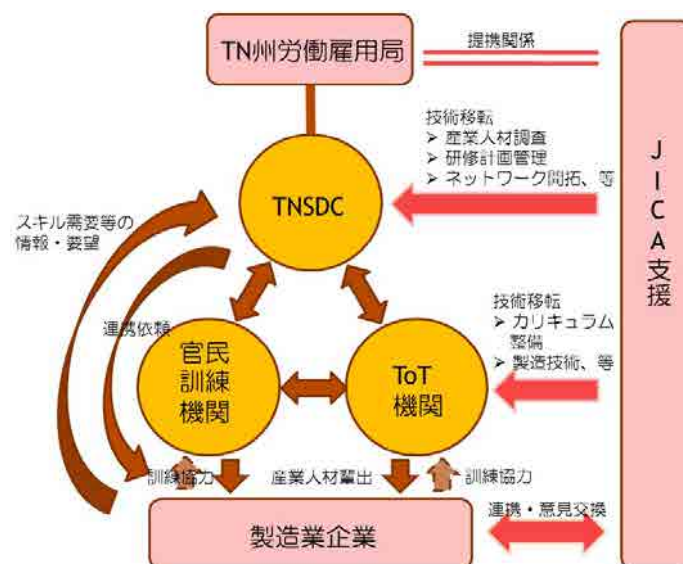 TN州労働雇用局
提携関係
技術移転
➤ 産業人材調査
➤ 研修計画管理
➤ ネットワーク開拓、等
TNSDC
スキル需要等の
情報・要望
JICA支援
連携依頼
技術移転
➤ カリキュラム
整備
➤ 製造技術、等
官民
訓練
機関
ToT
機関
訓練協力
産業人材輩出
訓練協力
製造業企業
連携・意見交換